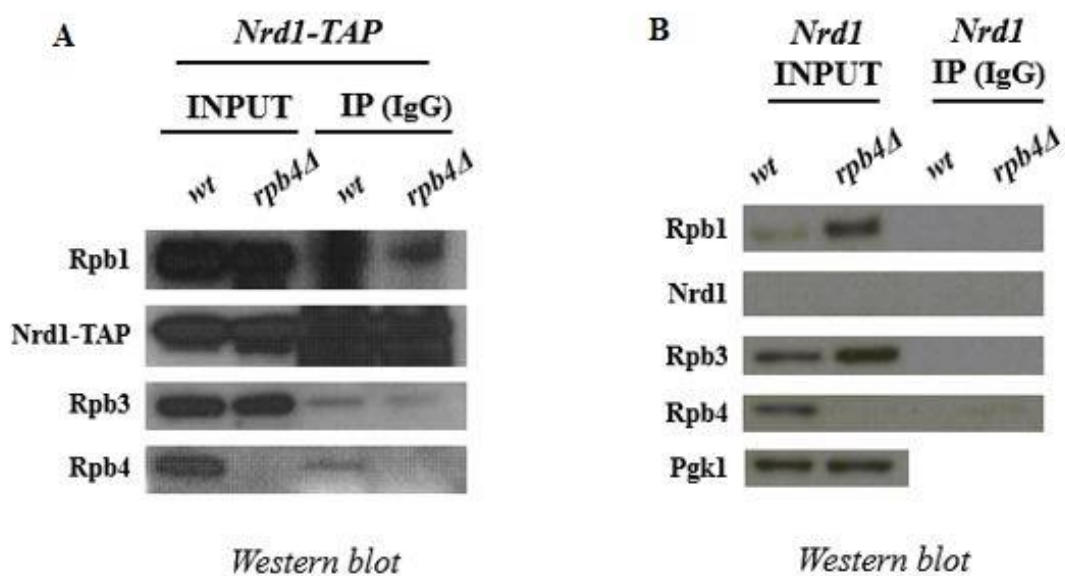 A
Nrd1-TAP
INPUT IP (IgG)
wt rpb4Δ wt rpb4Δ
Rpb1
Nrd1-TAP
Rpb3
Rpb4
Western blot
B
Nrd1 Nrd1
INPUT IP (IgG)
wt rpb4Δ wt rpb4Δ
Rpb1
Nrd1
Rpb3
Rpb4
Pgk1
Western blot